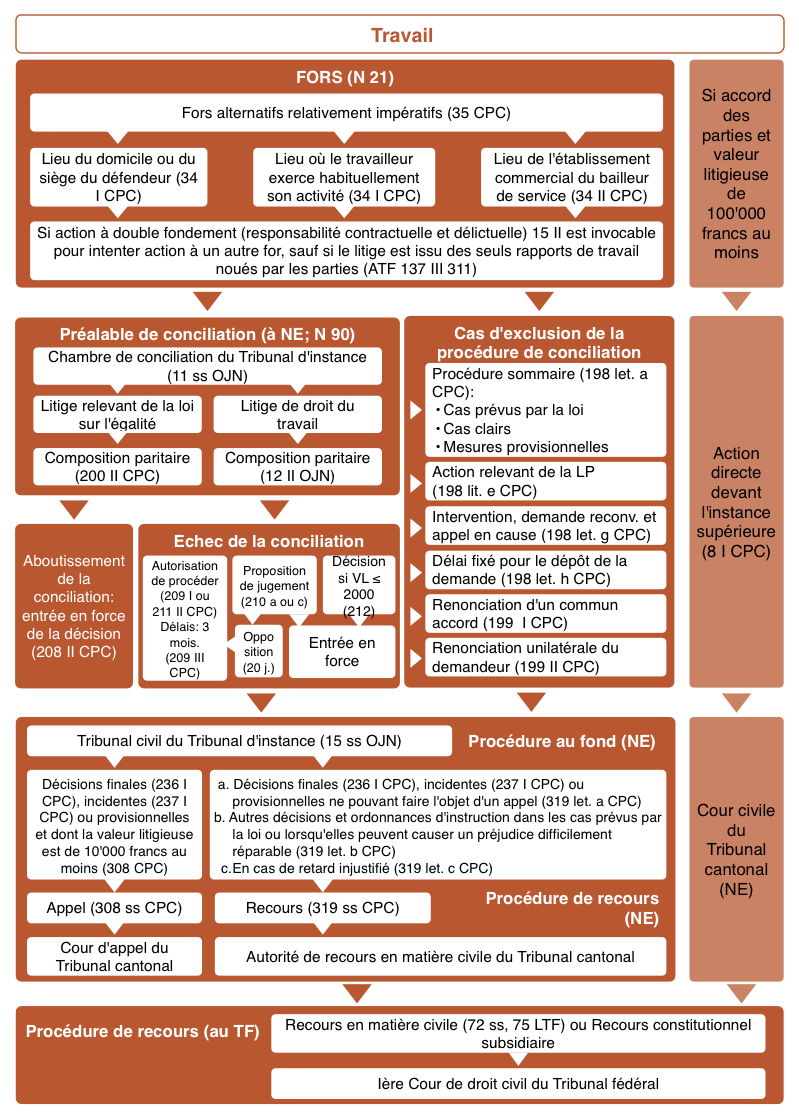 Travail
FORS (N 21)
Fors alternatifs relativement impératifs (35 CPC)
Lieu du domicile ou du
siège du défendeur (34
I CPC)
Lieu où le travailleur
exerce habituellement
son activité (34 I CPC)
Lieu de l'établissement
commercial du bailleur
de service (34 II CPC)
Si action à double fondement (responsabilité contractuelle et délictuelle) 15 II est invocable
pour intenter action à un autre for, sauf si le litige est issu des seuls rapports de travail
noués par les parties (ATF 137 III 311)
Si accord
des
parties et
valeur
litigieuse
de
100'000
francs au
moins
Préalable de conciliation (à NE; N 90)
Chambre de conciliation du Tribunal d'instance
(11 ss OJN)
Litige relevant de la loi
sur l'égalité
Litige de droit du
travail
Composition paritaire
(200 II CPC)
Composition paritaire
(12 II OJN)
Cas d'exclusion de la
procédure de conciliation
Procédure sommaire (198 let. a
CPC):
• Cas prévus par la loi
• Cas clairs
• Mesures provisionnelles
Action relevant de la LP
(198 lit. e CPC)
Intervention, demande reconv. et
appel en cause (198 let. g CPC)
Délai fixé pour le dépôt de la
demande (198 let. h CPC)
Renonciation d'un commun
accord (199 I CPC)
Renonciation unilatérale du
demandeur (199 II CPC)
Action
directe
devant
l'instance
supérieure
(8 I CPC)
Aboutissement
de la
conciliation:
entrée en force
de la décision
(208 II CPC)
Echec de la conciliation
Autorisation
de procéder
(209 I ou
211 II CPC)
Délais: 3
mois.
(209 III
CPC)
Proposition
de jugement
(210 a ou c)
Décision
si VL ≤
2000
(212)
Oppo
sition
(20 j.)
Entrée en
force
Tribunal civil du Tribunal d'instance (15 ss OJN)
Procédure au fond (NE)
Décisions finales (236 I
CPC), incidentes (237 I
CPC) ou provisionnelles
et dont la valeur litigieuse
est de 10'000 francs au
moins (308 CPC)
a. Décisions finales (236 I CPC), incidentes (237 I CPC) ou
provisionnelles ne pouvant faire l'objet d'un appel (319 let. a CPC)
b. Autres décisions et ordonnances d'instruction dans les cas prévus par
la loi ou lorsqu'elles peuvent causer un préjudice difficilement
réparable (319 let. b CPC)
c.En cas de retard injustifié (319 let. c CPC)
Appel (308 ss CPC)
Recours (319 ss CPC)
Procédure de recours
(NE)
Cour d'appel du
Tribunal cantonal
Autorité de recours en matière civile du Tribunal cantonal
Cour civile
du
Tribunal
cantonal
(NE)
Procédure de recours (au TF)
Recours en matière civile (72 ss, 75 LTF) ou Recours constitutionnel
subsidiaire
Ière Cour de droit civil du Tribunal fédéral